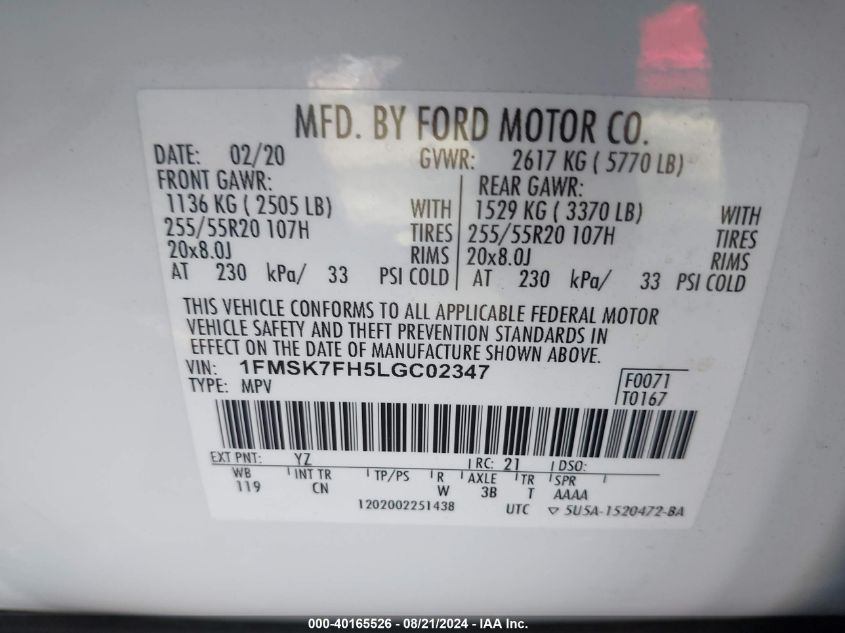 MFD. BY FORD MOTOR CO.
DATE: 02/20 GVWR: 2617 KG ( 5770 LB)
FRONT GAWR: REAR GAWR:
1136 KG ( 2505 LB) WITH 1529 KG ( 3370 LB) WITH
255/55R20 107H TIRES 255/55R20 107H TIRES
20x8.0J RIMS 20x8.0J RIMS
AT 230 kPa/ 33 PSI COLD AT 230 kPa/ 33 PSI COLD
THIS VEHICLE CONFORMS TO ALL APPLICABLE FEDERAL MOTOR
VEHICLE SAFETY AND THEFT PREVENTION STANDARDS IN
EFFECT ON THE DATE OF MANUFACTURE SHOWN ABOVE.
VIN: 1FMSK7FH5LGC02347 F0071
TYPE: MPV T0167
EXT PNT: YZ RC: 21 DSO:
WB INT TR TP/PS R AXLE TR SPR
119 CN W 3B T AAAA
1202002251438 UTC ▽ 5U5A-1520472-BA
000-40165526 - 08/21/2024 - IAA Inc.